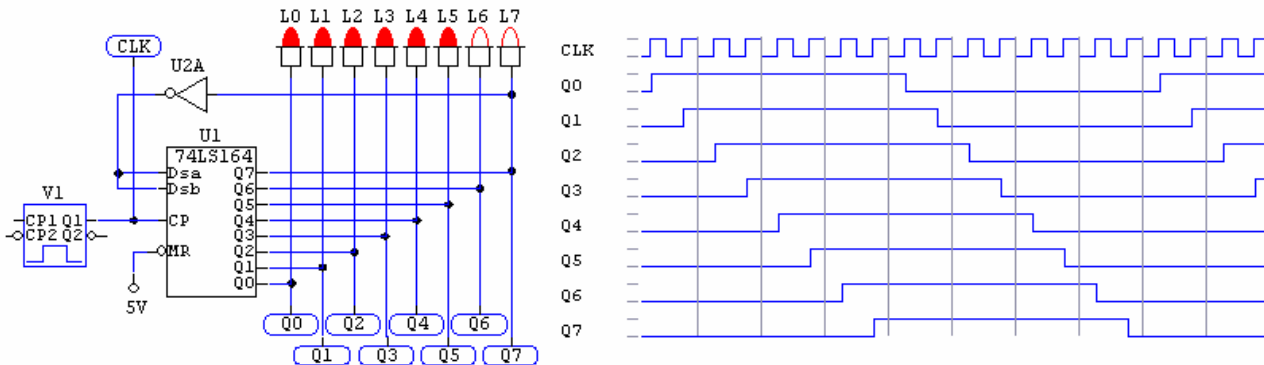 L0 L1 L2 L3 L4 L5 L6 L7
CLK
U2A
U1
74LS164
Dsa
Dsb
CP
MR
Q7
Q6
Q5
Q4
Q3
Q2
Q1
Q0
V1
CP1 Q1
CP2 Q2
5V
Q0 Q2 Q4 Q6
Q1 Q3 Q5 Q7
CLK
Q0
Q1
Q2
Q3
Q4
Q5
Q6
Q7